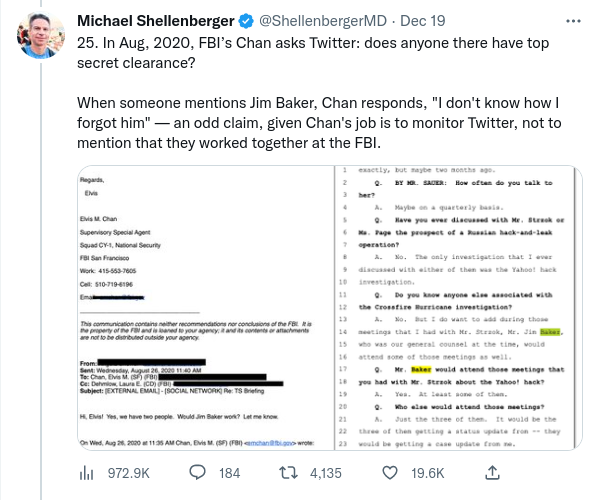 Michael Shellenberger @ShellenbergerMD · Dec 19
25. In Aug, 2020, FBI's Chan asks Twitter: does anyone there have top
secret clearance?
When someone mentions Jim Baker, Chan responds, "I don't know how I
forgot him" — an odd claim, given Chan's job is to monitor Twitter, not to
mention that they worked together at the FBI.
Regards,
Elvis
Elvis M. Chan
Supervisory Special Agent
Squad CY-1, National Security
FBI San Francisco
Work: 415-553-7605
Cell: 510-719-6196
Email:
This communication contains neither recommendations nor conclusions of the FBI. It is
the property of the FBI and is loaned to your agency; it and its contents or attachments
are not to be distributed outside your agency.
From:
Sent: Wednesday, August 26, 2020 11:40 AM
To: Chan, Elvis M. (SF) (FBI)
Cc: Dehmlow, Laura E. (CD) (FBI)
Subject: [EXTERNAL EMAIL] - [SOCIAL NETWORK] Re: TS Briefing
Hi, Elvis! Yes, we have two people. Would Jim Baker work? Let me know.
On Wed, Aug 26, 2020 at 11:35 AM Chan, Elvis M. (SF) (FBI) <emchan@fbi.gov> wrote:
1 exactly, but maybe two months ago.
2 Q. BY MR. SAUER: How often do you talk to
3 her?
4 A. Maybe on a quarterly basis.
5 Q. Have you ever discussed with Mr. Strzok or
6 Ms. Page the prospect of a Russian hack-and-leak
7 operation?
8 A. No. The only investigation that I ever
9 discussed with either of them was the Yahoo! hack
10 investigation.
11 Q. Do you know anyone else associated with
12 the Crossfire Hurricane investigation?
13 A. No. But I do want to add during those
14 meetings that I had with Mr. Strzok, Mr. Jim Baker,
15 who was our general counsel at the time, would
16 attend some of those meetings as well.
17 Q. Mr. Baker would attend those meetings that
18 you had with Mr. Strzok about the Yahoo! hack?
19 A. Yes. At least some of them.
20 Q. Who else would attend those meetings?
21 A. Just the three of them. It would be the
22 three of them getting a status update from -- they
23 would be getting a case update from me.
972.9K 184 4,135 19.6K